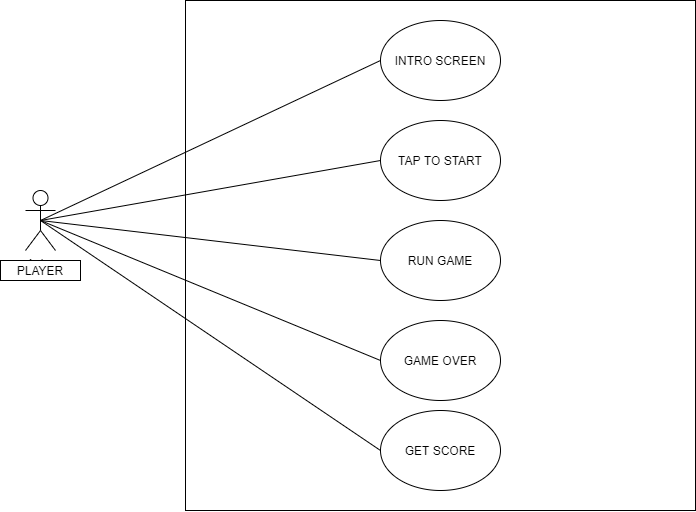 INTRO SCREEN
TAP TO START
PLAYER
RUN GAME
GAME OVER
GET SCORE